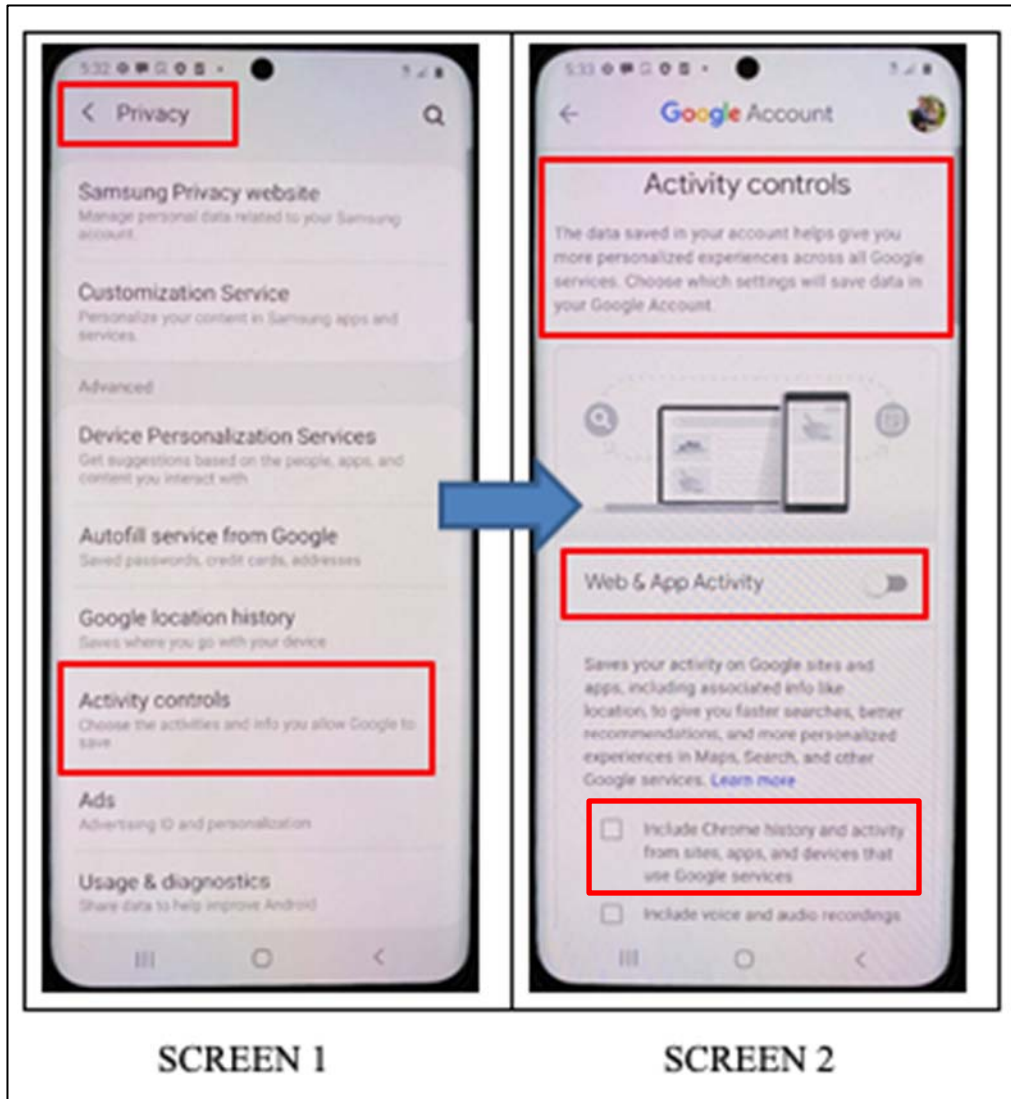 5:32
Privacy
Samsung Privacy website
Manage personal data related to your Samsung
account.
Customization Service
Personalize your content in Samsung apps and
services.
Advanced
Device Personalization Services
Get suggestions based on the people, apps, and
content you interact with
Autofill service from Google
Saved passwords, credit cards, addresses
Google location history
Saves where you go with your device
Activity controls
Choose the activities and info you allow Google to
save
Ads
Advertising ID and personalization
Usage & diagnostics
Share data to help improve Android
SCREEN 1
5:33
Google Account
Activity controls
The data saved in your account helps give you
more personalized experiences across all Google
services. Choose which settings will save data in
your Google Account.
Web & App Activity
Saves your activity on Google sites and
apps, including associated info like
location, to give you faster searches, better
recommendations, and more personalized
experiences in Maps, Search, and other
Google services. Learn more
Include Chrome history and activity
from sites, apps, and devices that
use Google services
Include voice and audio recordings
SCREEN 2